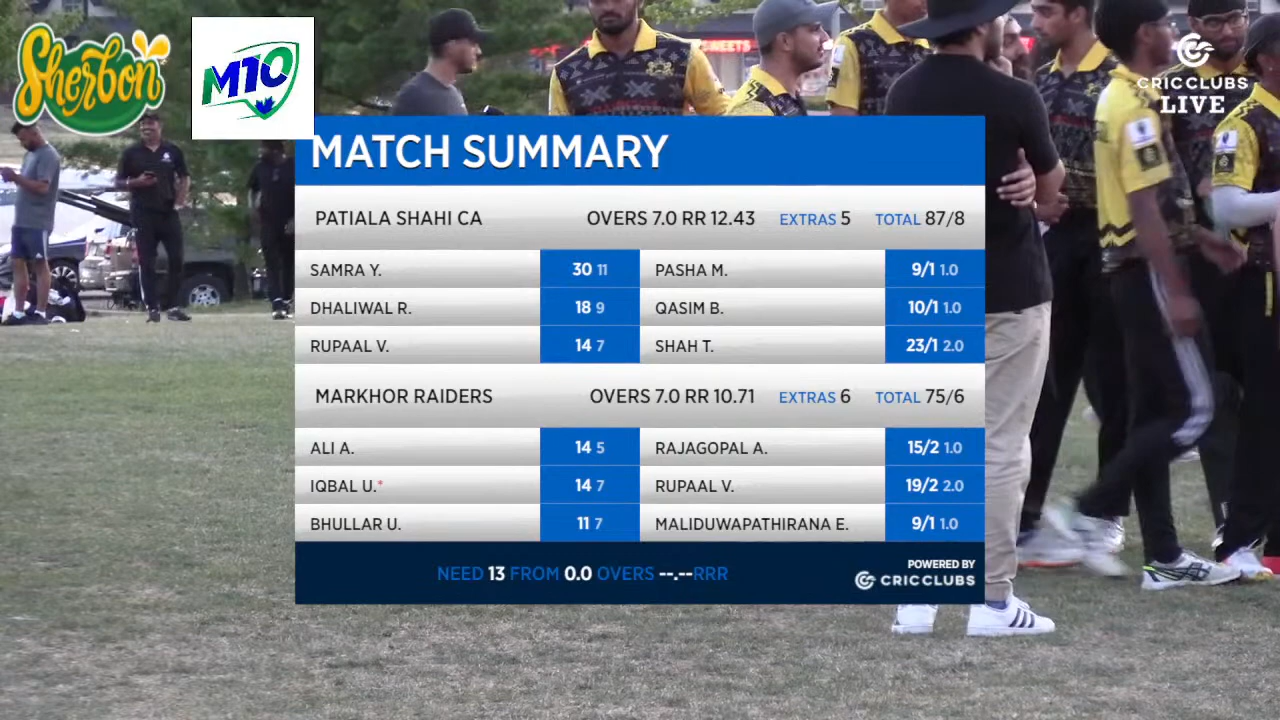 Sherbon
M10
SWEETS
CRICCLUBS
LIVE
MATCH SUMMARY
PATIALA SHAHI CA OVERS 7.0 RR 12.43 EXTRAS 5 TOTAL 87/8
SAMRA Y. 30 11 PASHA M. 9/1 1.0
DHALIWAL R. 18 9 QASIM B. 10/1 1.0
RUPAAL V. 14 7 SHAH T. 23/1 2.0
MARKHOR RAIDERS OVERS 7.0 RR 10.71 EXTRAS 6 TOTAL 75/6
ALI A. 14 5 RAJAGOPAL A. 15/2 1.0
IQBAL U.* 14 7 RUPAAL V. 19/2 2.0
BHULLAR U. 11 7 MALIDUWAPATHIRANA E. 9/1 1.0
NEED 13 FROM 0.0 OVERS --.--RRR
POWERED BY
CRICCLUBS